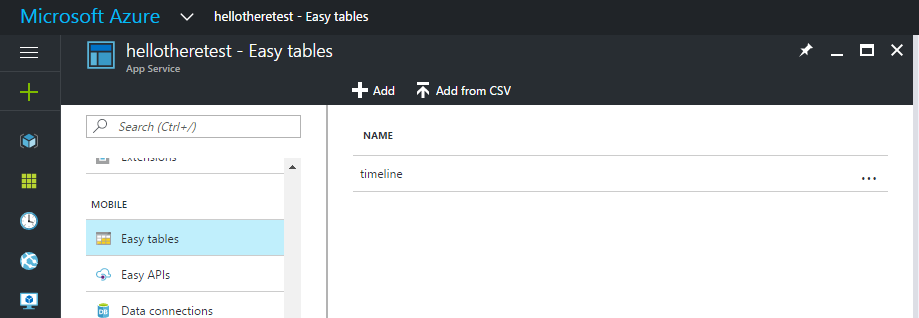 Microsoft Azure hellotheretest - Easy tables
hellotheretest - Easy tables
App Service
Add Add from CSV
Search (Ctrl+/)
Extensions
NAME
timeline ...
MOBILE
Easy tables
Easy APIs
DB Data connections